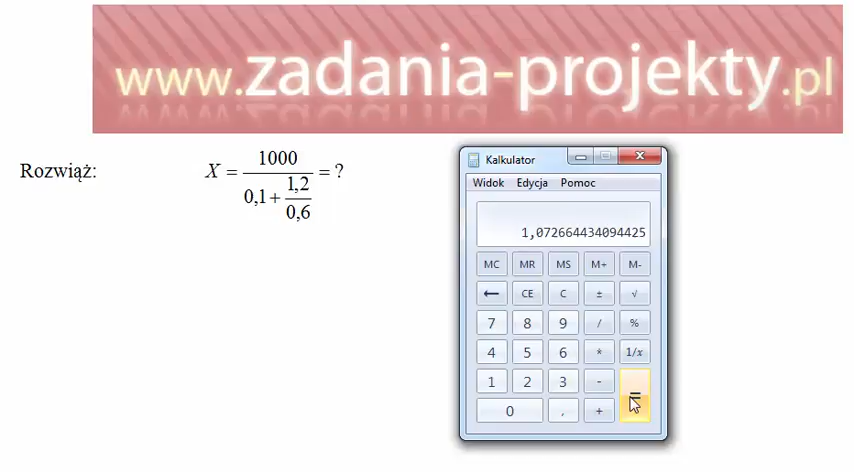 www.zadania-projekty.pl
Rozwiąż: X = 1000 / (0,1 + 1,2 / 0,6) = ?
Kalkulator
Widok Edycja Pomoc
1,072664434094425
MC MR MS M+ M-
← CE C ± √
7 8 9 / %
4 5 6 * 1/x
1 2 3 - =
0 , +